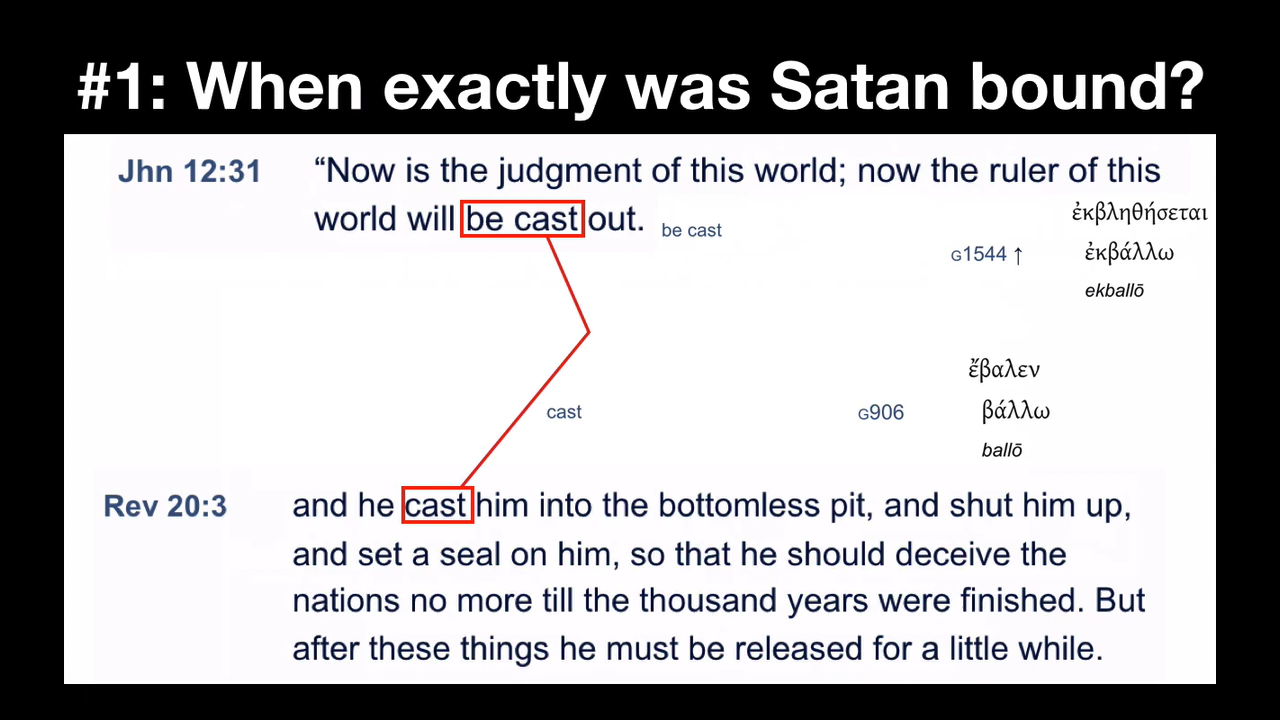 #1: When exactly was Satan bound?
Jhn 12:31 “Now is the judgment of this world; now the ruler of this
world will be cast out.
be cast
G1544 ↑
ἐκβληθήσεται
ἐκβάλλω
ekballō
cast
G906
ἔβαλεν
βάλλω
ballō
Rev 20:3 and he cast him into the bottomless pit, and shut him up,
and set a seal on him, so that he should deceive the
nations no more till the thousand years were finished. But
after these things he must be released for a little while.